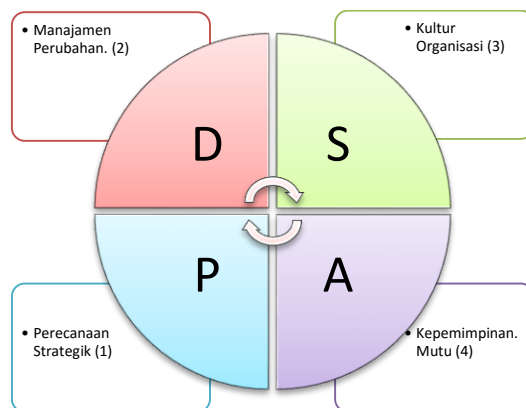 • Manajamen
Perubahan. (2)
• Kultur
Organisasi (3)
D
S
P
A
• Perecanaan
Strategik (1)
• Kepemimpinan.
Mutu (4)